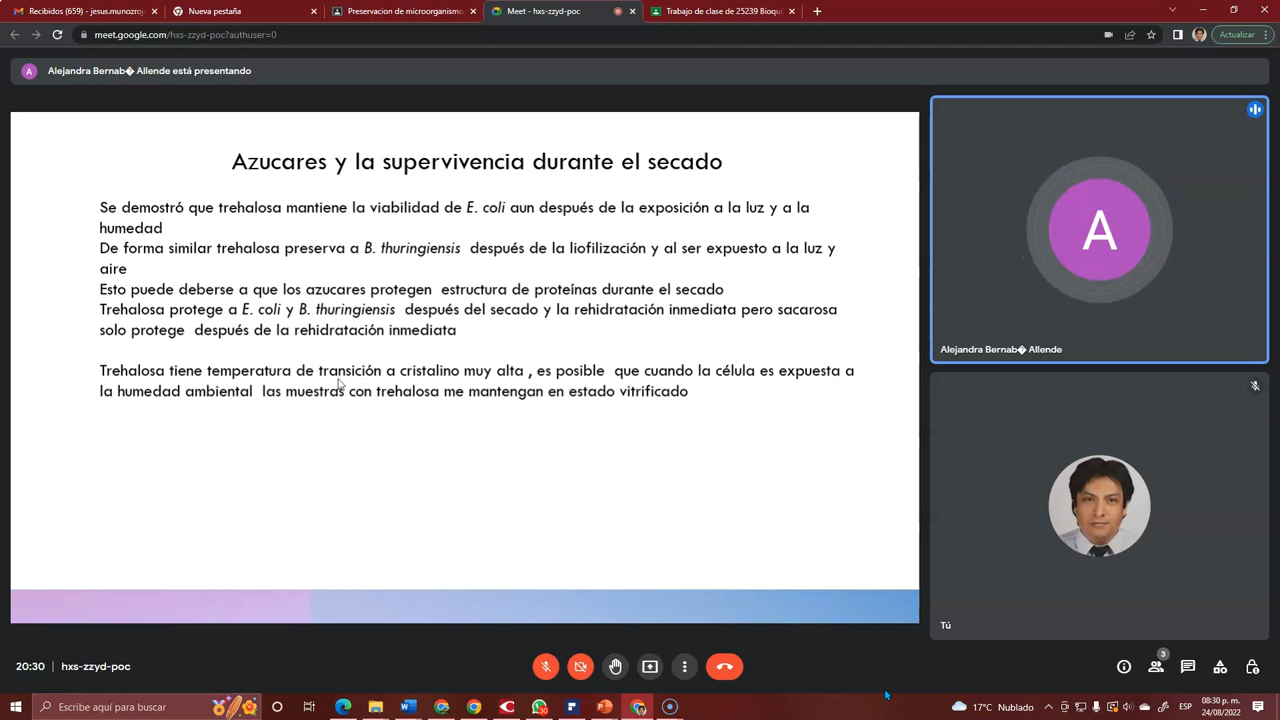 Recibidos (659) - jesus.munozroj
Nueva pestaña
Preservacion de microorganismo
Meet - hxs-zzyd-poc
Trabajo de clase de 25239 Bioqu
meet.google.com/hxs-zzyd-poc?authuser=0
Actualizar
A
Alejandra Bernab� Allende está presentando
Azucares y la supervivencia durante el secado
Se demostró que trehalosa mantiene la viabilidad de E. coli aun después de la exposición a la luz y a la
humedad
De forma similar trehalosa preserva a B. thuringiensis después de la liofilización y al ser expuesto a la luz y
aire
Esto puede deberse a que los azucares protegen estructura de proteínas durante el secado
Trehalosa protege a E. coli y B. thuringiensis después del secado y la rehidratación inmediata pero sacarosa
solo protege después de la rehidratación inmediata
Trehalosa tiene temperatura de transición a cristalino muy alta , es posible que cuando la célula es expuesta a
la humedad ambiental las muestras con trehalosa me mantengan en estado vitrificado
A
Alejandra Bernab� Allende
Tú
20:30
hxs-zzyd-poc
3
Escribe aquí para buscar
30
17°C Nublado
ESP
08:30 p. m.
24/08/2022